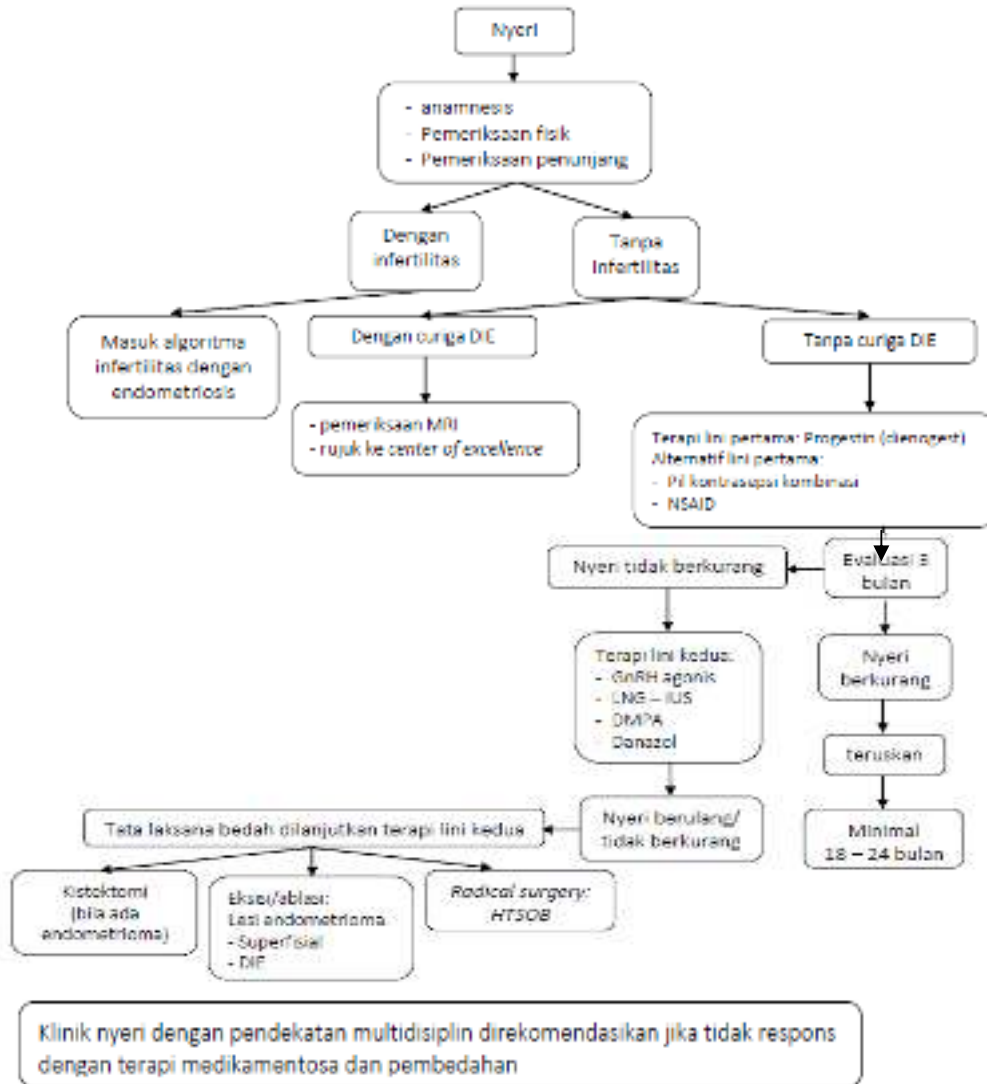 Nyeri
- anamnesis
- Pemeriksaan fisik
- Pemeriksaan penunjang
Dengan
infertilitas
Tanpa
Infertilitas
Masuk algoritma
infertilitas dengan
endometriosis
Dengan curiga DIE
Tanpa curiga DIE
- pemeriksaan MRI
- rujuk ke center of excellence
Terapi lini pertama: Progestin (dienogest)
Alternatif lini pertama:
- Pil kontrasepsi kombinasi
- NSAID
Nyeri tidak berkurang
Evaluasi 3
bulan
Terapi lini kedua:
- GnRH agonis
- LNG – IUS
- DMPA
- Danazol
Nyeri
berkurang
teruskan
Tata laksana bedah dilanjutkan terapi lini kedua
Nyeri berulang/
tidak berkurang
Minimal
18 – 24 bulan
Kistektomi
(bila ada
endometrioma)
Eksisi/ablasi:
Lesi endometrioma
- Superfisial
- DIE
Radical surgery:
HTSOB
Klinik nyeri dengan pendekatan multidisiplin direkomendasikan jika tidak respons
dengan terapi medikamentosa dan pembedahan